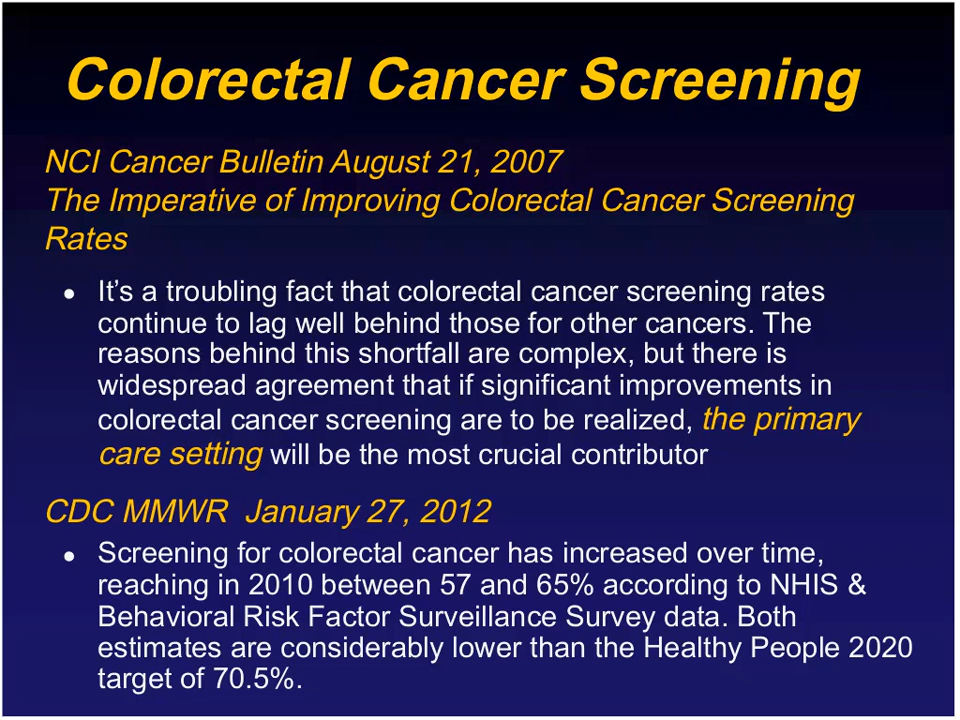 Colorectal Cancer Screening
NCI Cancer Bulletin August 21, 2007
The Imperative of Improving Colorectal Cancer Screening
Rates
• It’s a troubling fact that colorectal cancer screening rates
continue to lag well behind those for other cancers. The
reasons behind this shortfall are complex, but there is
widespread agreement that if significant improvements in
colorectal cancer screening are to be realized, the primary
care setting will be the most crucial contributor
CDC MMWR  January 27, 2012
• Screening for colorectal cancer has increased over time,
reaching in 2010 between 57 and 65% according to NHIS &
Behavioral Risk Factor Surveillance Survey data. Both
estimates are considerably lower than the Healthy People 2020
target of 70.5%.